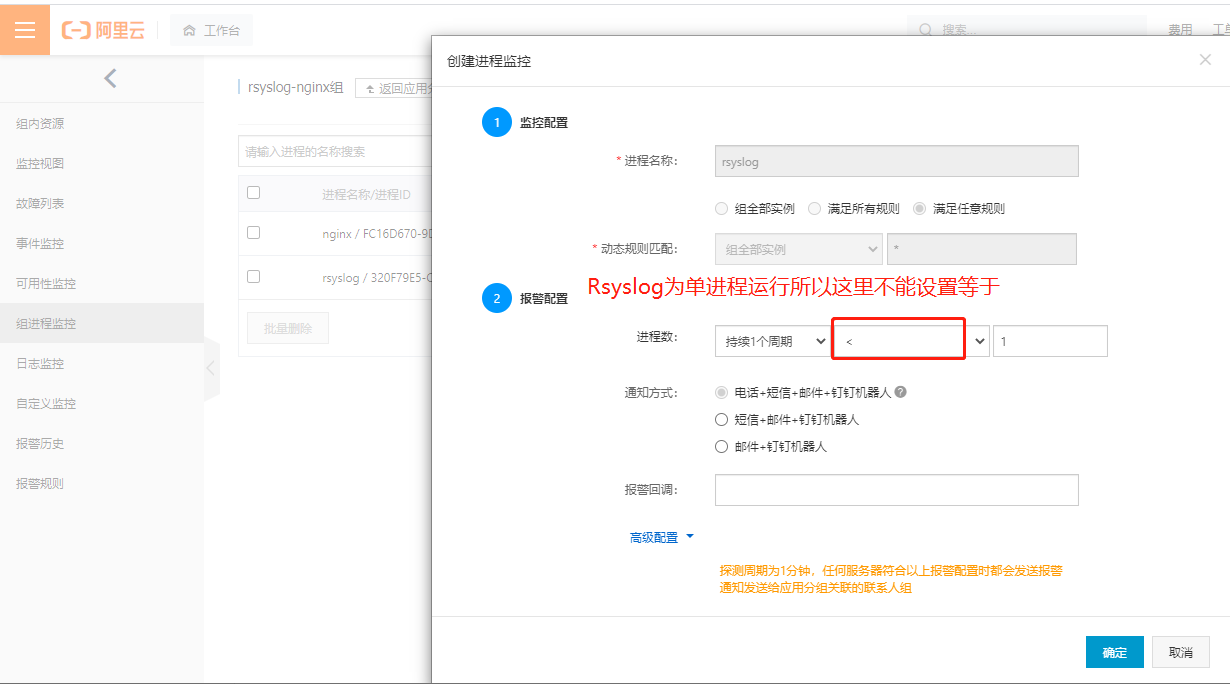 阿里云
工作台
搜索...
费用
工单
rsyslog-nginx组
返回应用分
组内资源
监控视图
故障列表
事件监控
可用性监控
组进程监控
日志监控
自定义监控
报警历史
报警规则
请输入进程的名称搜索
进程名称/进程ID
nginx / FC16D670-9D
rsyslog / 320F79E5-C
批量删除
创建进程监控
1 监控配置
* 进程名称:
rsyslog
组全部实例 满足所有规则 满足任意规则
* 动态规则匹配:
组全部实例
*
Rsyslog为单进程运行所以这里不能设置等于
2 报警配置
进程数:
持续1个周期
<
1
通知方式:
电话+短信+邮件+钉钉机器人
短信+邮件+钉钉机器人
邮件+钉钉机器人
报警回调:
高级配置
探测周期为1分钟，任何服务器符合以上报警配置时都会发送报警
通知发送给应用分组关联的联系人组
确定
取消